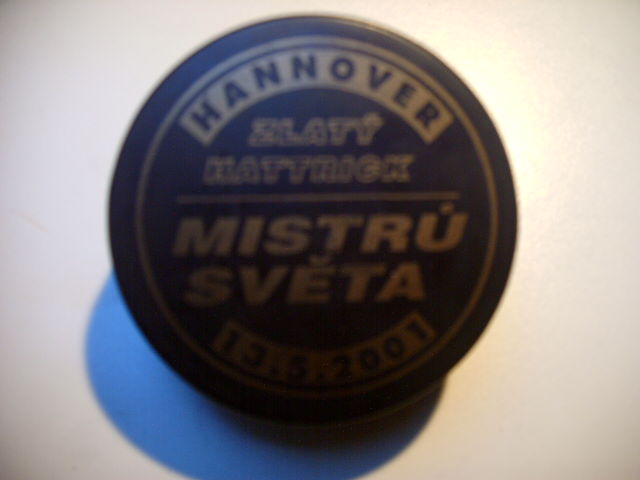 HANNOVER
ZLATÝ
HATTRICK
MISTRŮ
SVĚTA
13.5.2001